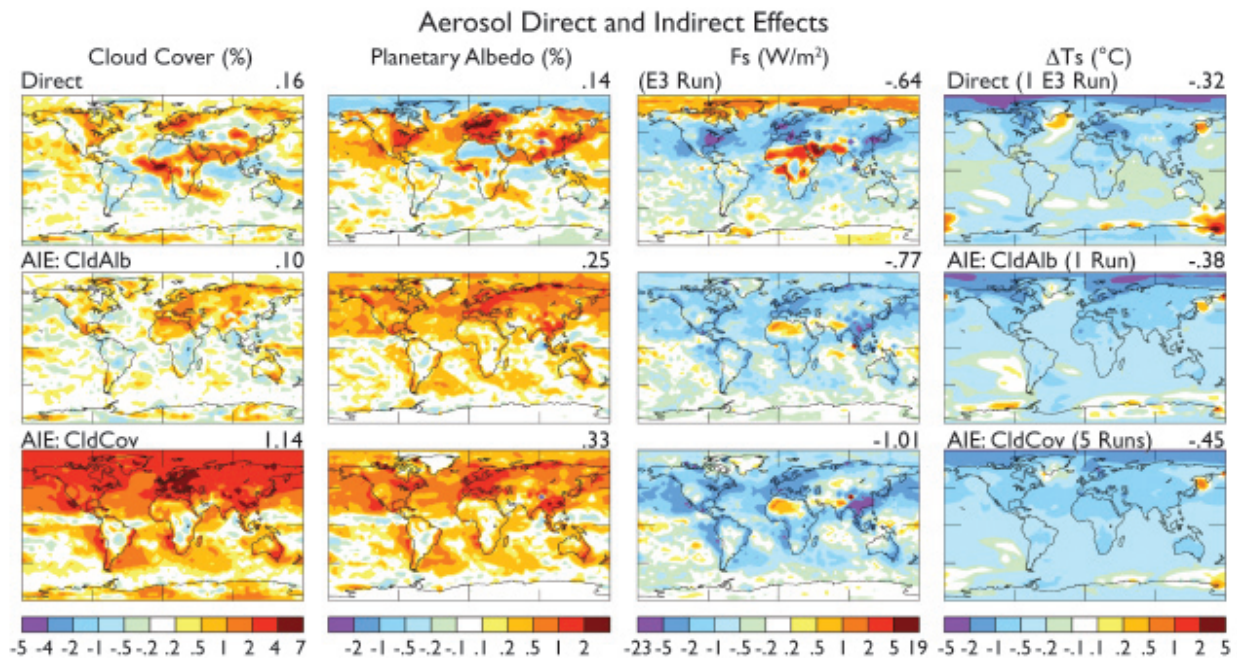 Aerosol Direct and Indirect Effects
Cloud Cover (%) Planetary Albedo (%) Fs (W/m²) ΔTs (°C)
Direct .16 .14 (E3 Run) -.64 Direct (1 E3 Run) -.32
AIE: CldAlb .10 .25 -.77 AIE: CldAlb (1 Run) -.38
AIE: CldCov 1.14 .33 -1.01 AIE: CldCov (5 Runs) -.45
-5 -4 -2 -1 -.5 -.2 .2 .5 1 2 4 7 -2 -1 -.5 -.2 -.1 .1 .2 .5 1 2 -23 -5 -2 -1 -.5 -.2 .2 .5 1 2 5 19 -5 -2 -1 -.5 -.2 -.1 .1 .2 .5 1 2 5